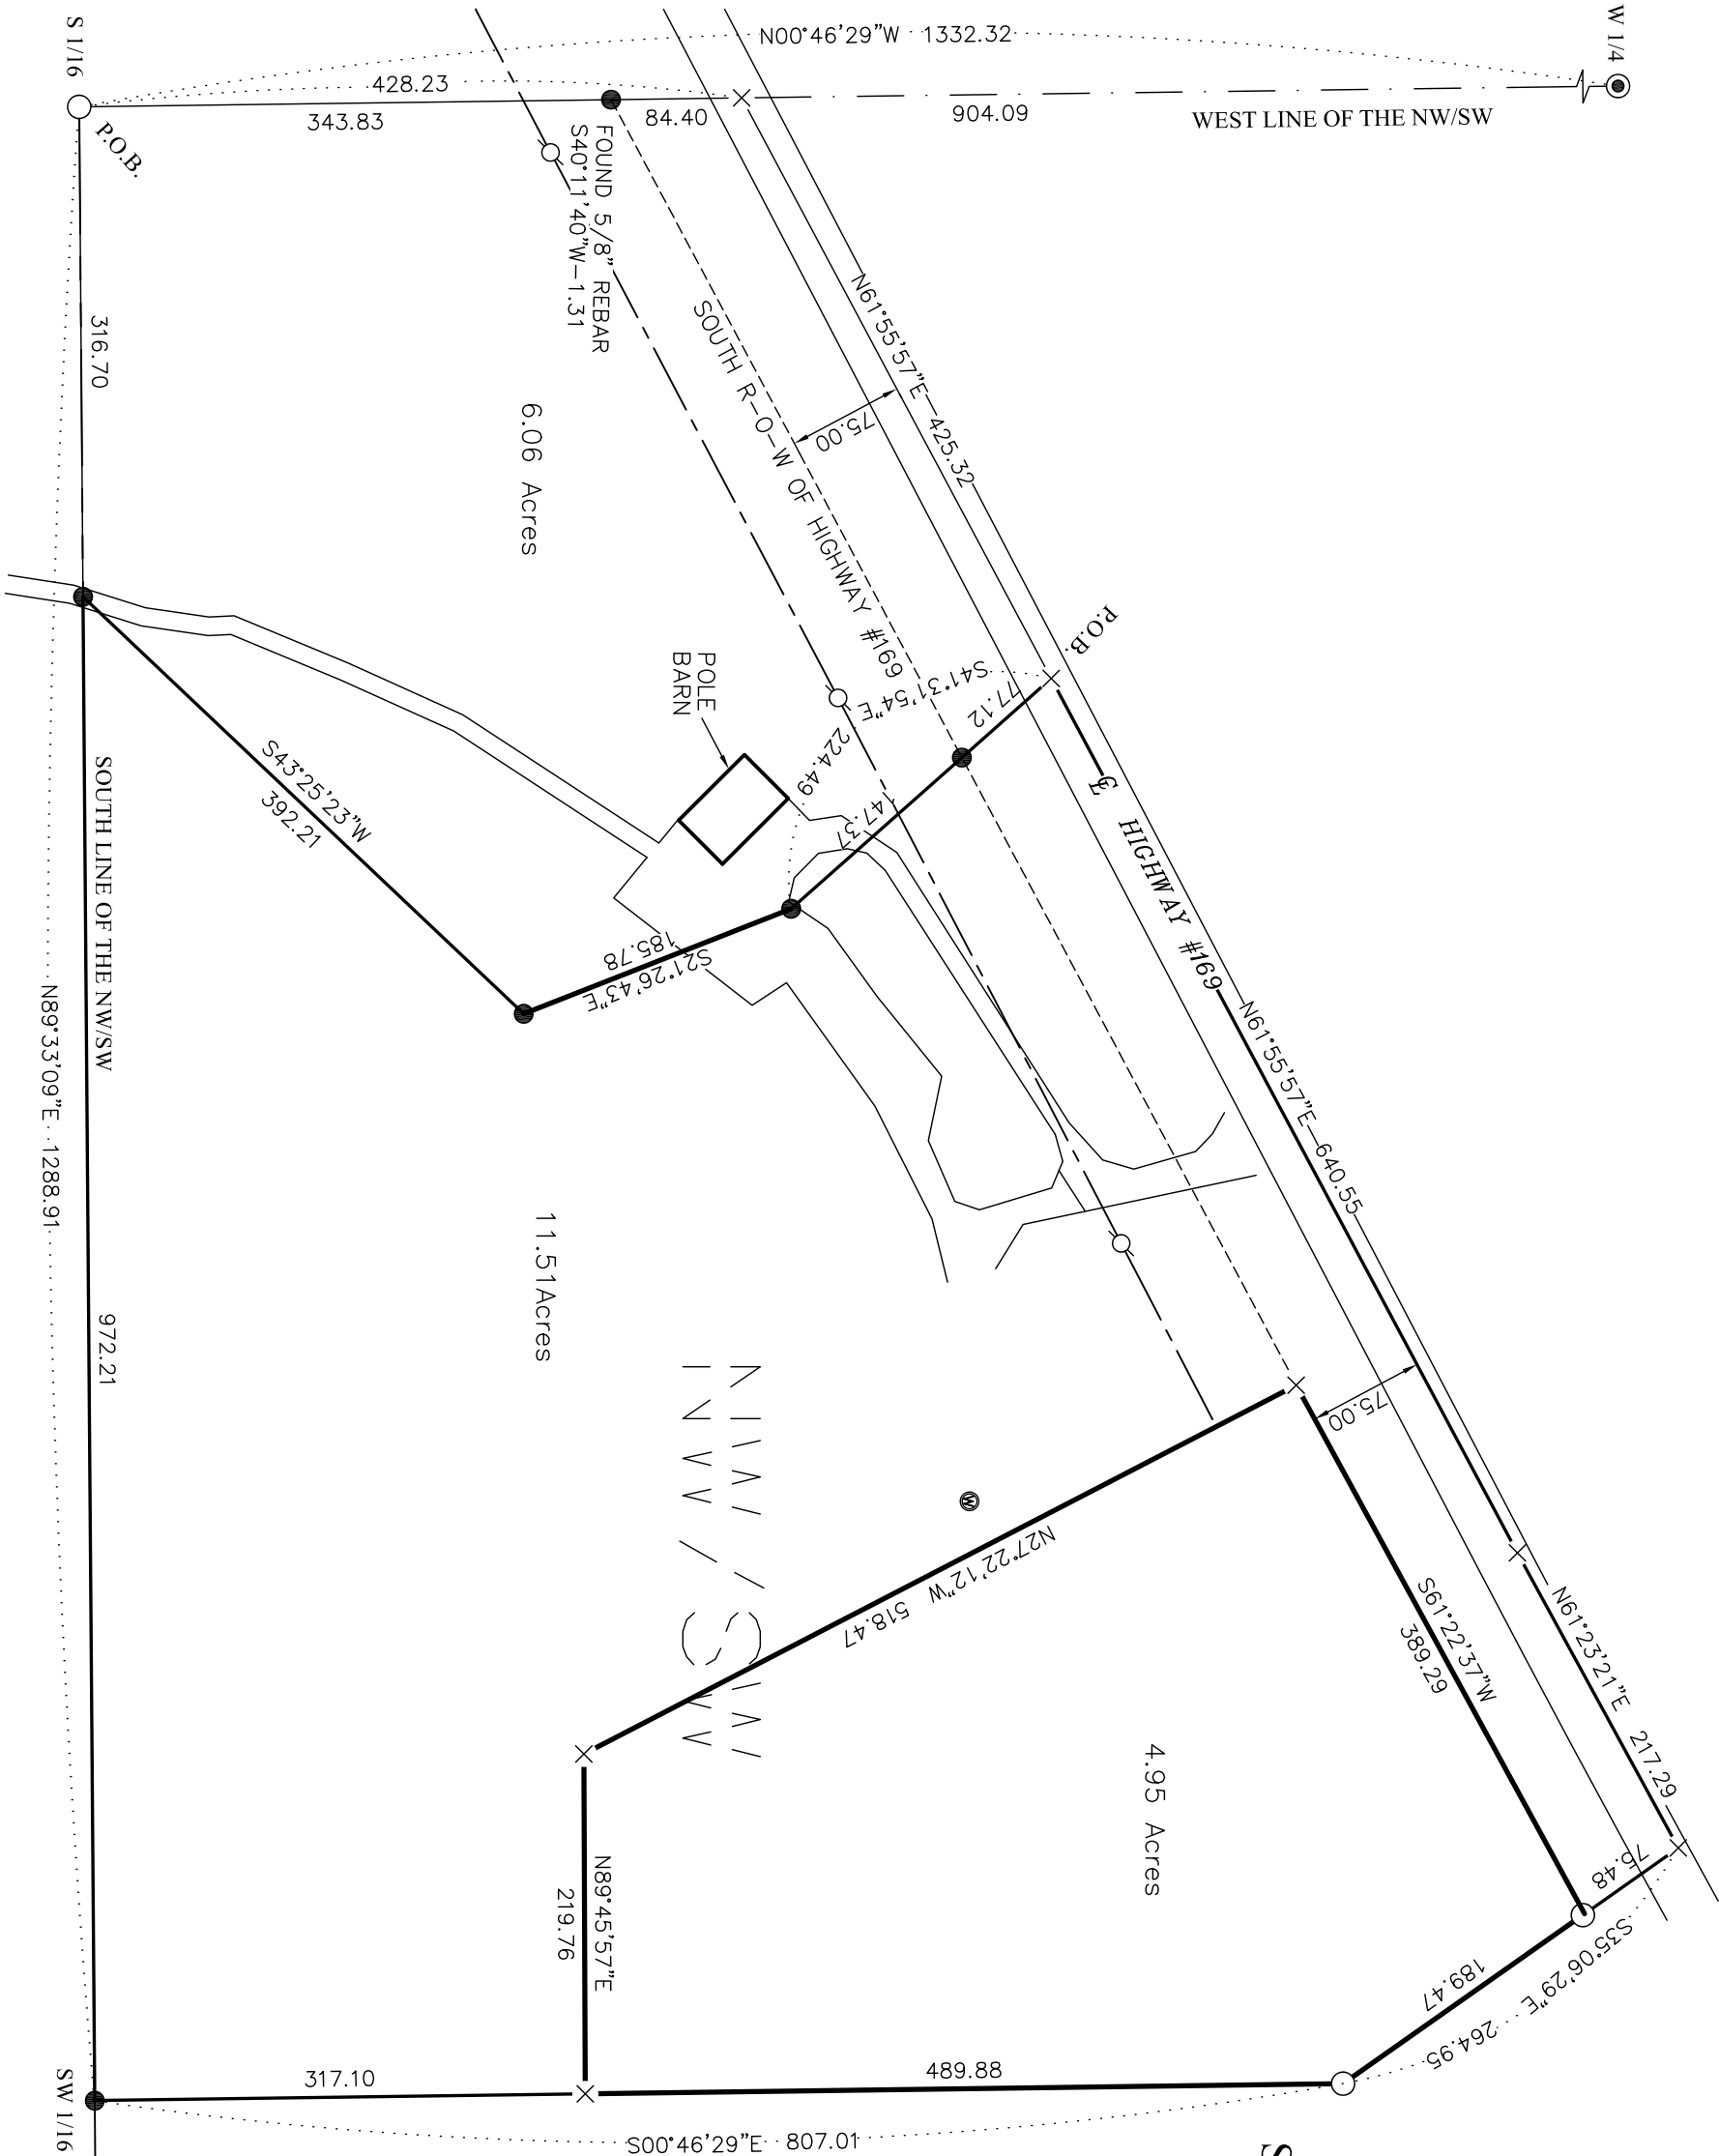 W 1/4
S 1/16
N00°46'29"W 1332.32
428.23
343.83
84.40
904.09
WEST LINE OF THE NW/SW
P.O.B.
FOUND 5/8" REBAR
S40°11'40"W-1.31
316.70
6.06 Acres
SOUTH R-O-W OF HIGHWAY #169
N61°55'57"E 425.32
75.00
P.O.B.
S41°31'54"E
224.49
77.12
147.37
POLE
BARN
℄ HIGHWAY #169
S43°25'23"W
392.21
S21°26'43"E
185.78
SOUTH LINE OF THE NW/SW
N89°33'09"E 1288.91
972.21
11.51Acres
N61°55'57"E 640.55
75.00
NW/SW
W
N27°22'12"W 518.47
S61°22'37"W
389.29
N61°23'21"E 217.29
4.95 Acres
76.48
S35°06'29"E 264.95
189.47
N89°45'57"E
219.76
317.10
489.88
S00°46'29"E 807.01
SW 1/16
S